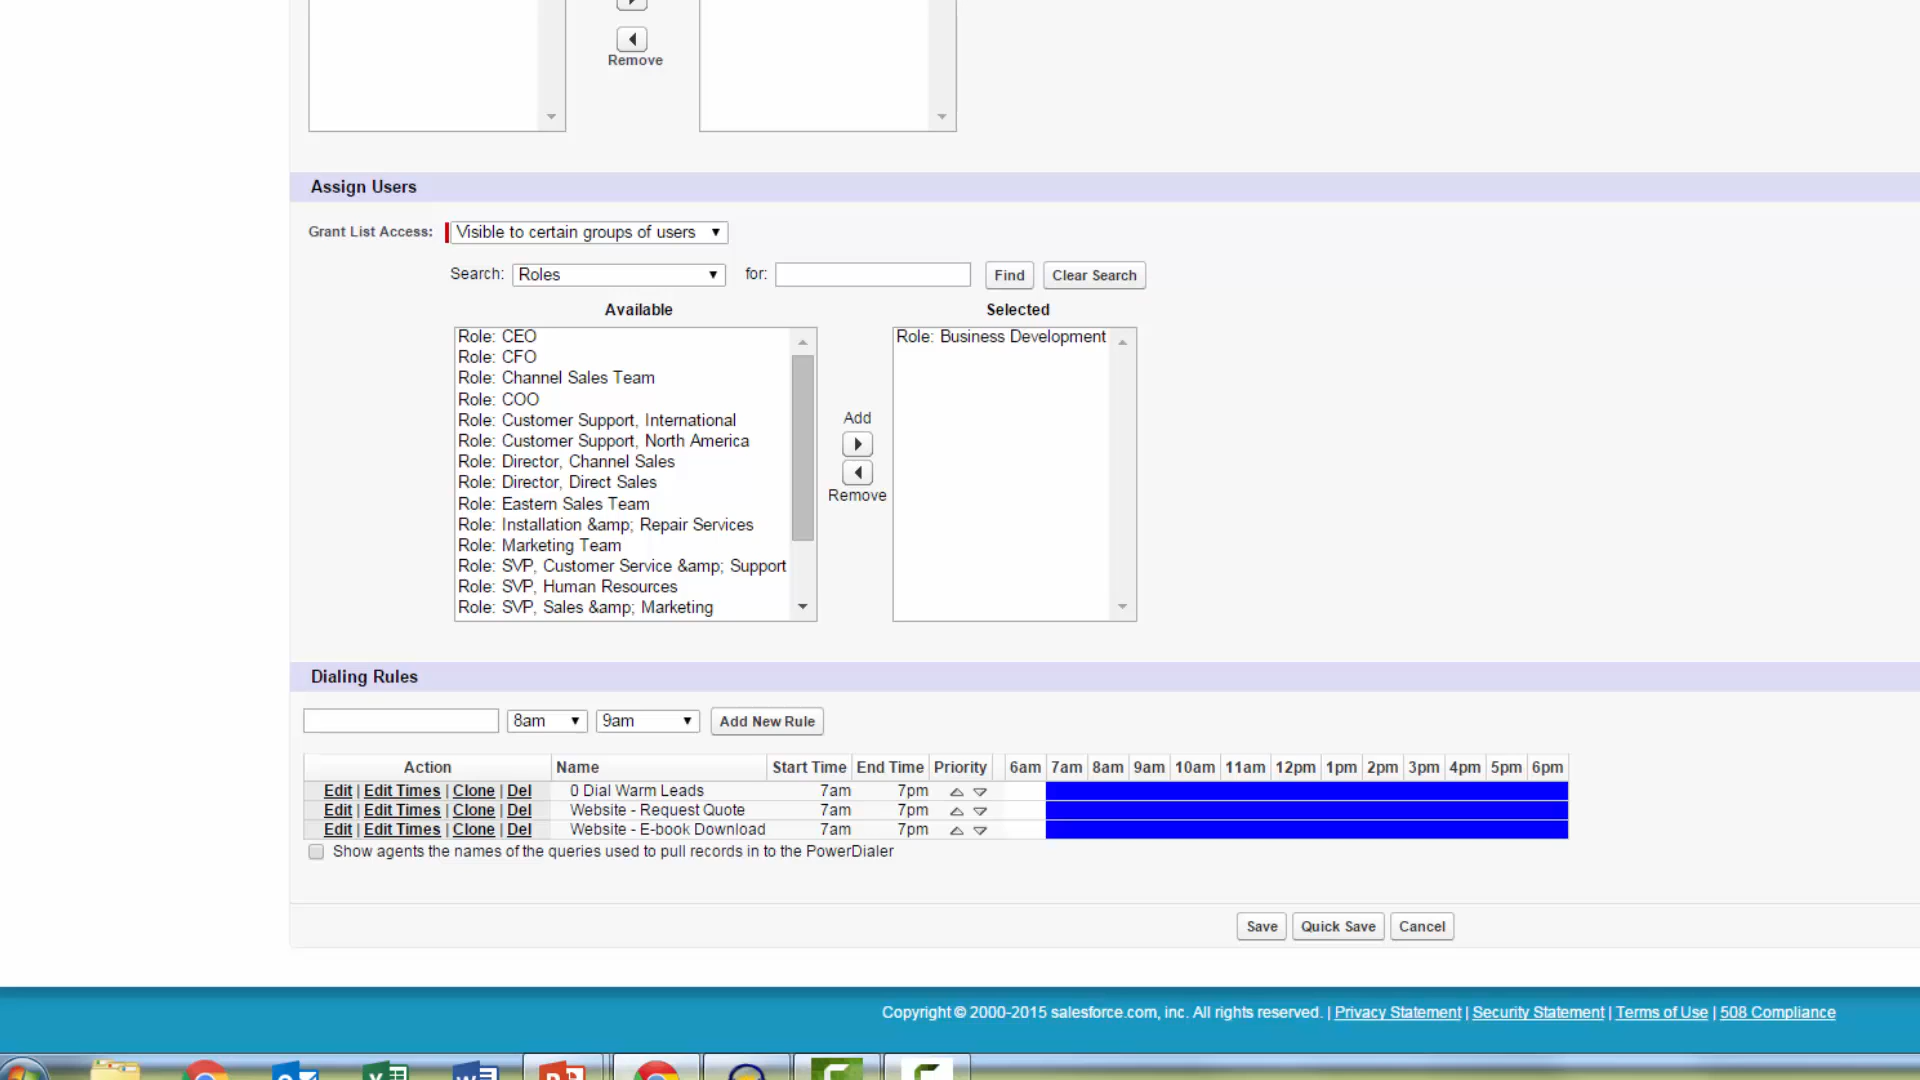 Remove
Assign Users
Grant List Access: Visible to certain groups of users
Search: Roles for: Find Clear Search
Available Selected
Role: CEO
Role: CFO
Role: Channel Sales Team
Role: COO
Role: Customer Support, International
Role: Customer Support, North America
Role: Director, Channel Sales
Role: Director, Direct Sales
Role: Eastern Sales Team
Role: Installation &amp; Repair Services
Role: Marketing Team
Role: SVP, Customer Service &amp; Support
Role: SVP, Human Resources
Role: SVP, Sales &amp; Marketing
Add
Remove
Role: Business Development
Dialing Rules
8am 9am Add New Rule
Action Name Start Time End Time Priority 6am 7am 8am 9am 10am 11am 12pm 1pm 2pm 3pm 4pm 5pm 6pm
Edit | Edit Times | Clone | Del 0 Dial Warm Leads 7am 7pm
Edit | Edit Times | Clone | Del Website - Request Quote 7am 7pm
Edit | Edit Times | Clone | Del Website - E-book Download 7am 7pm
Show agents the names of the queries used to pull records in to the PowerDialer
Save Quick Save Cancel
Copyright © 2000-2015 salesforce.com, inc. All rights reserved. | Privacy Statement | Security Statement | Terms of Use | 508 Compliance